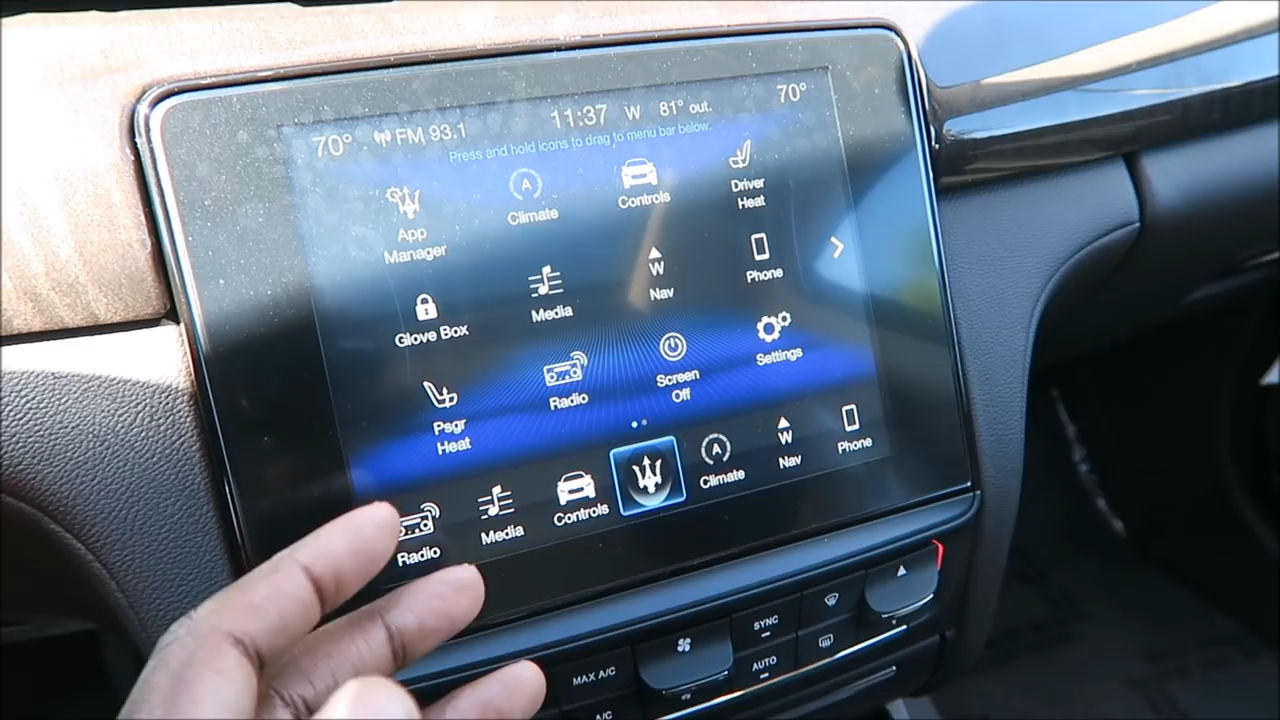 70° FM 93.1 11:37 W 81° out. 70°
Press and hold icons to drag to menu bar below.
App
Manager
A
Climate
Controls
Driver
Heat
Glove Box
Media
W
Nav
Phone
Psgr
Heat
Radio
Screen
Off
Settings
Radio
Media
Controls
A
Climate
W
Nav
Phone
MAX A/C
SYNC
AUTO
A/C